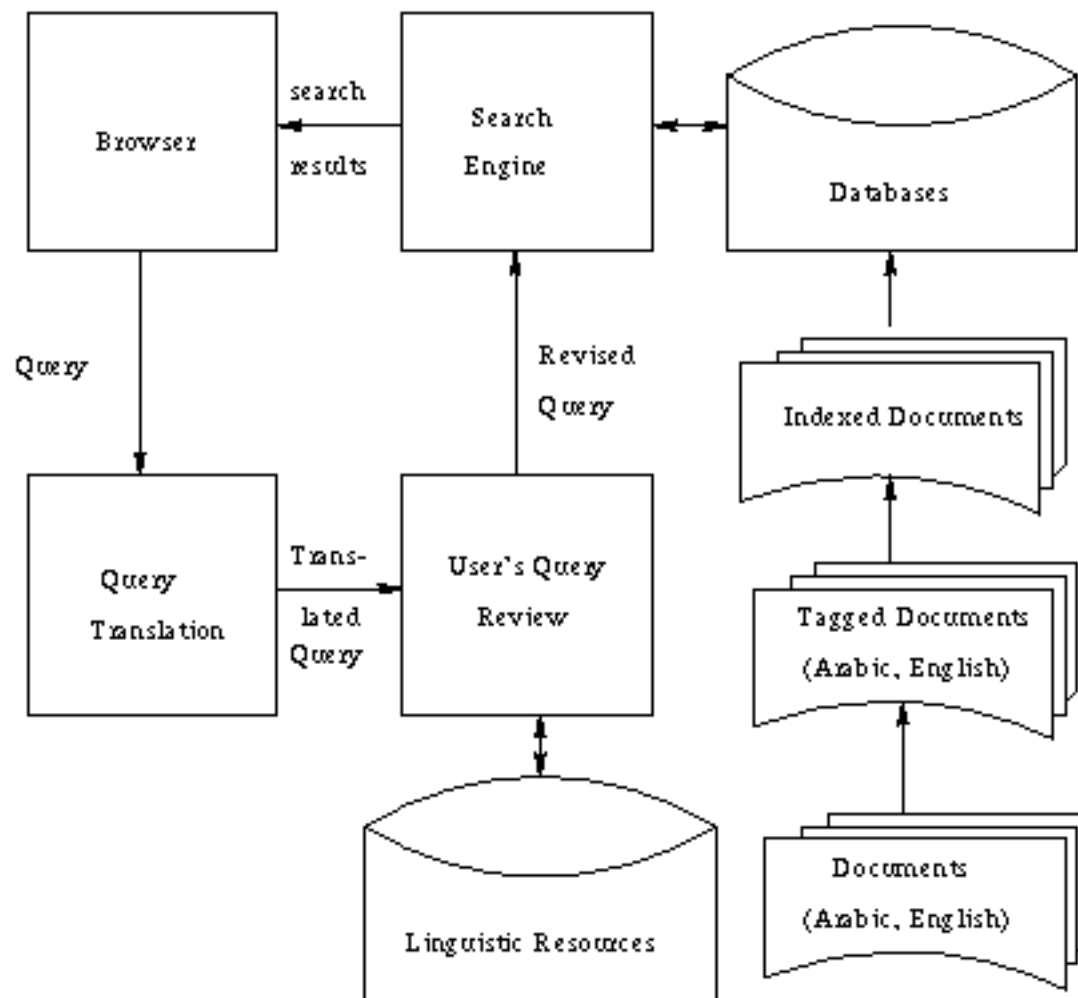 search
Browser
results
Search
Engine
Databases
Query
Revised
Query
Indexed Documents
Query
Translation
Trans-
lated
Query
User's Query
Review
Tagged Documents
(Arabic, English)
Linguistic Resources
Documents
(Arabic, English)